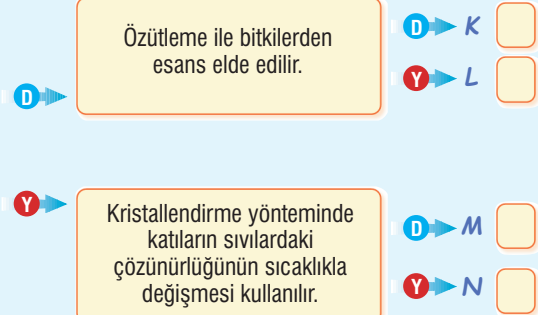 D
Özütleme ile bitkilerden
esans elde edilir.
D K
Y L
Y
Kristallendirme yönteminde
katıların sıvılardaki
çözünürlüğünün sıcaklıkla
değişmesi kullanılır.
D M
Y N